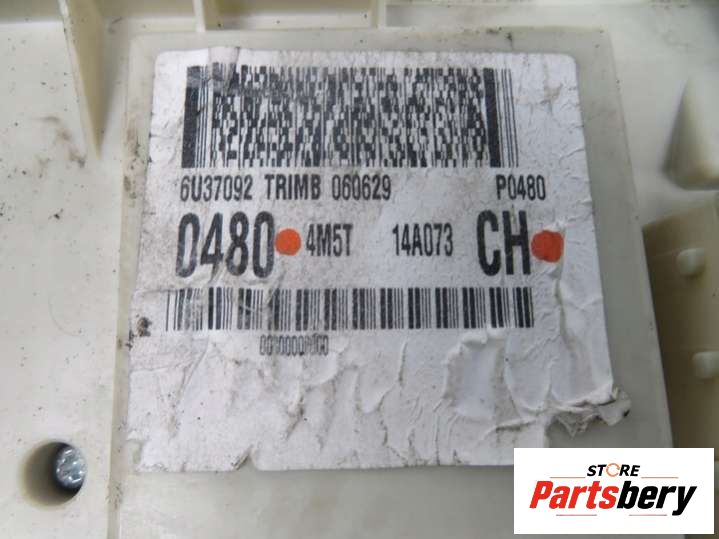 6U37092 TRIMB 060629 P0480
0480 4M5T 14A073 CH
STORE
Partsbery